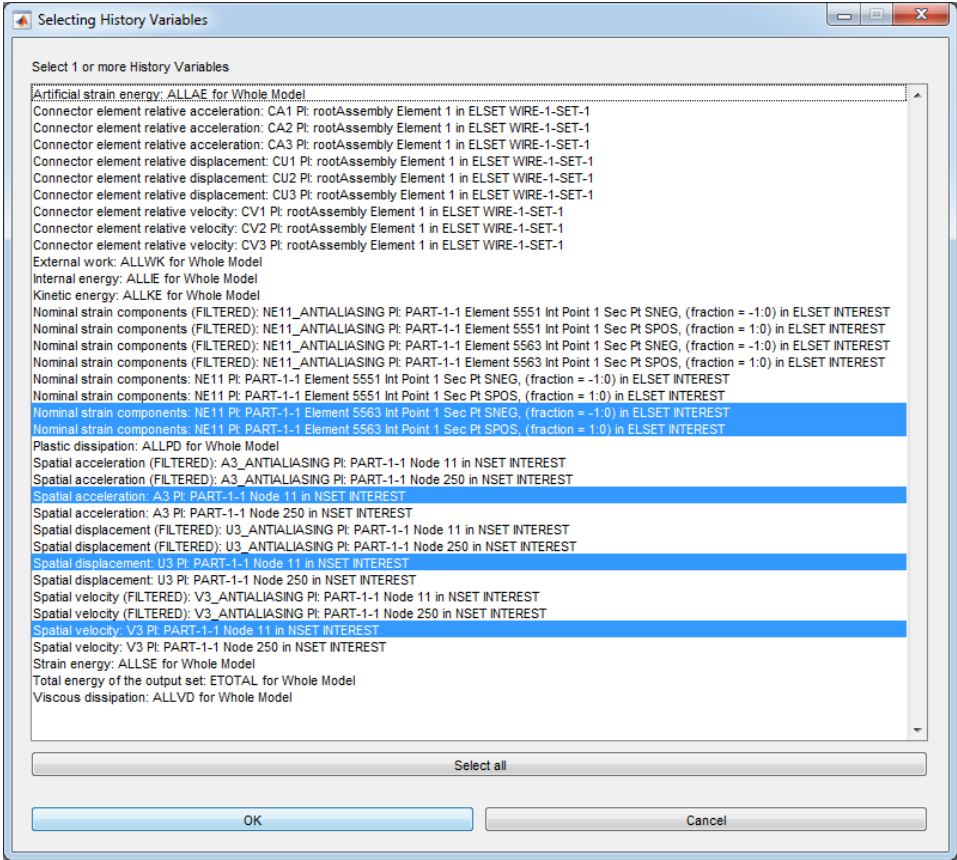 Selecting History Variables
Select 1 or more History Variables
Artificial strain energy: ALLAE for Whole Model
Connector element relative acceleration: CA1 PI: rootAssembly Element 1 in ELSET WIRE-1-SET-1
Connector element relative acceleration: CA2 PI: rootAssembly Element 1 in ELSET WIRE-1-SET-1
Connector element relative acceleration: CA3 PI: rootAssembly Element 1 in ELSET WIRE-1-SET-1
Connector element relative displacement: CU1 PI: rootAssembly Element 1 in ELSET WIRE-1-SET-1
Connector element relative displacement: CU2 PI: rootAssembly Element 1 in ELSET WIRE-1-SET-1
Connector element relative displacement: CU3 PI: rootAssembly Element 1 in ELSET WIRE-1-SET-1
Connector element relative velocity: CV1 PI: rootAssembly Element 1 in ELSET WIRE-1-SET-1
Connector element relative velocity: CV2 PI: rootAssembly Element 1 in ELSET WIRE-1-SET-1
Connector element relative velocity: CV3 PI: rootAssembly Element 1 in ELSET WIRE-1-SET-1
External work: ALLWK for Whole Model
Internal energy: ALLIE for Whole Model
Kinetic energy: ALLKE for Whole Model
Nominal strain components (FILTERED): NE11_ANTIALIASING PI: PART-1-1 Element 5551 Int Point 1 Sec Pt SNEG, (fraction = -1:0) in ELSET INTEREST
Nominal strain components (FILTERED): NE11_ANTIALIASING PI: PART-1-1 Element 5551 Int Point 1 Sec Pt SPOS, (fraction = 1:0) in ELSET INTEREST
Nominal strain components (FILTERED): NE11_ANTIALIASING PI: PART-1-1 Element 5563 Int Point 1 Sec Pt SNEG, (fraction = -1:0) in ELSET INTEREST
Nominal strain components (FILTERED): NE11_ANTIALIASING PI: PART-1-1 Element 5563 Int Point 1 Sec Pt SPOS, (fraction = 1:0) in ELSET INTEREST
Nominal strain components: NE11 PI: PART-1-1 Element 5551 Int Point 1 Sec Pt SNEG, (fraction = -1:0) in ELSET INTEREST
Nominal strain components: NE11 PI: PART-1-1 Element 5551 Int Point 1 Sec Pt SPOS, (fraction = 1:0) in ELSET INTEREST
Nominal strain components: NE11 PI: PART-1-1 Element 5563 Int Point 1 Sec Pt SNEG, (fraction = -1:0) in ELSET INTEREST
Nominal strain components: NE11 PI: PART-1-1 Element 5563 Int Point 1 Sec Pt SPOS, (fraction = 1:0) in ELSET INTEREST
Plastic dissipation: ALLPD for Whole Model
Spatial acceleration (FILTERED): A3_ANTIALIASING PI: PART-1-1 Node 11 in NSET INTEREST
Spatial acceleration (FILTERED): A3_ANTIALIASING PI: PART-1-1 Node 250 in NSET INTEREST
Spatial acceleration: A3 PI: PART-1-1 Node 11 in NSET INTEREST
Spatial acceleration: A3 PI: PART-1-1 Node 250 in NSET INTEREST
Spatial displacement (FILTERED): U3_ANTIALIASING PI: PART-1-1 Node 11 in NSET INTEREST
Spatial displacement (FILTERED): U3_ANTIALIASING PI: PART-1-1 Node 250 in NSET INTEREST
Spatial displacement: U3 PI: PART-1-1 Node 11 in NSET INTEREST
Spatial displacement: U3 PI: PART-1-1 Node 250 in NSET INTEREST
Spatial velocity (FILTERED): V3_ANTIALIASING PI: PART-1-1 Node 11 in NSET INTEREST
Spatial velocity (FILTERED): V3_ANTIALIASING PI: PART-1-1 Node 250 in NSET INTEREST
Spatial velocity: V3 PI: PART-1-1 Node 11 in NSET INTEREST
Spatial velocity: V3 PI: PART-1-1 Node 250 in NSET INTEREST
Strain energy: ALLSE for Whole Model
Total energy of the output set: ETOTAL for Whole Model
Viscous dissipation: ALLVD for Whole Model
Select all
OK
Cancel